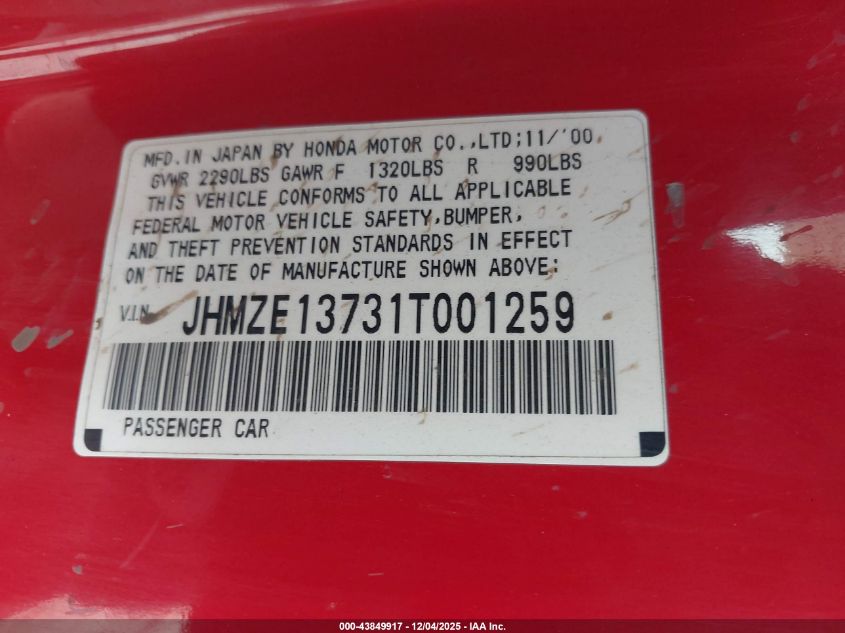 MFD. IN JAPAN BY HONDA MOTOR CO.,LTD;11/'00
GVWR 2290LBS GAWR F 1320LBS R 990LBS
THIS VEHICLE CONFORMS TO ALL APPLICABLE
FEDERAL MOTOR VEHICLE SAFETY,BUMPER,
AND THEFT PREVENTION STANDARDS IN EFFECT
ON THE DATE OF MANUFACTURE SHOWN ABOVE;
V.I.N. JHMZE13731T001259
PASSENGER CAR
000-43849917 - 12/04/2025 - IAA Inc.